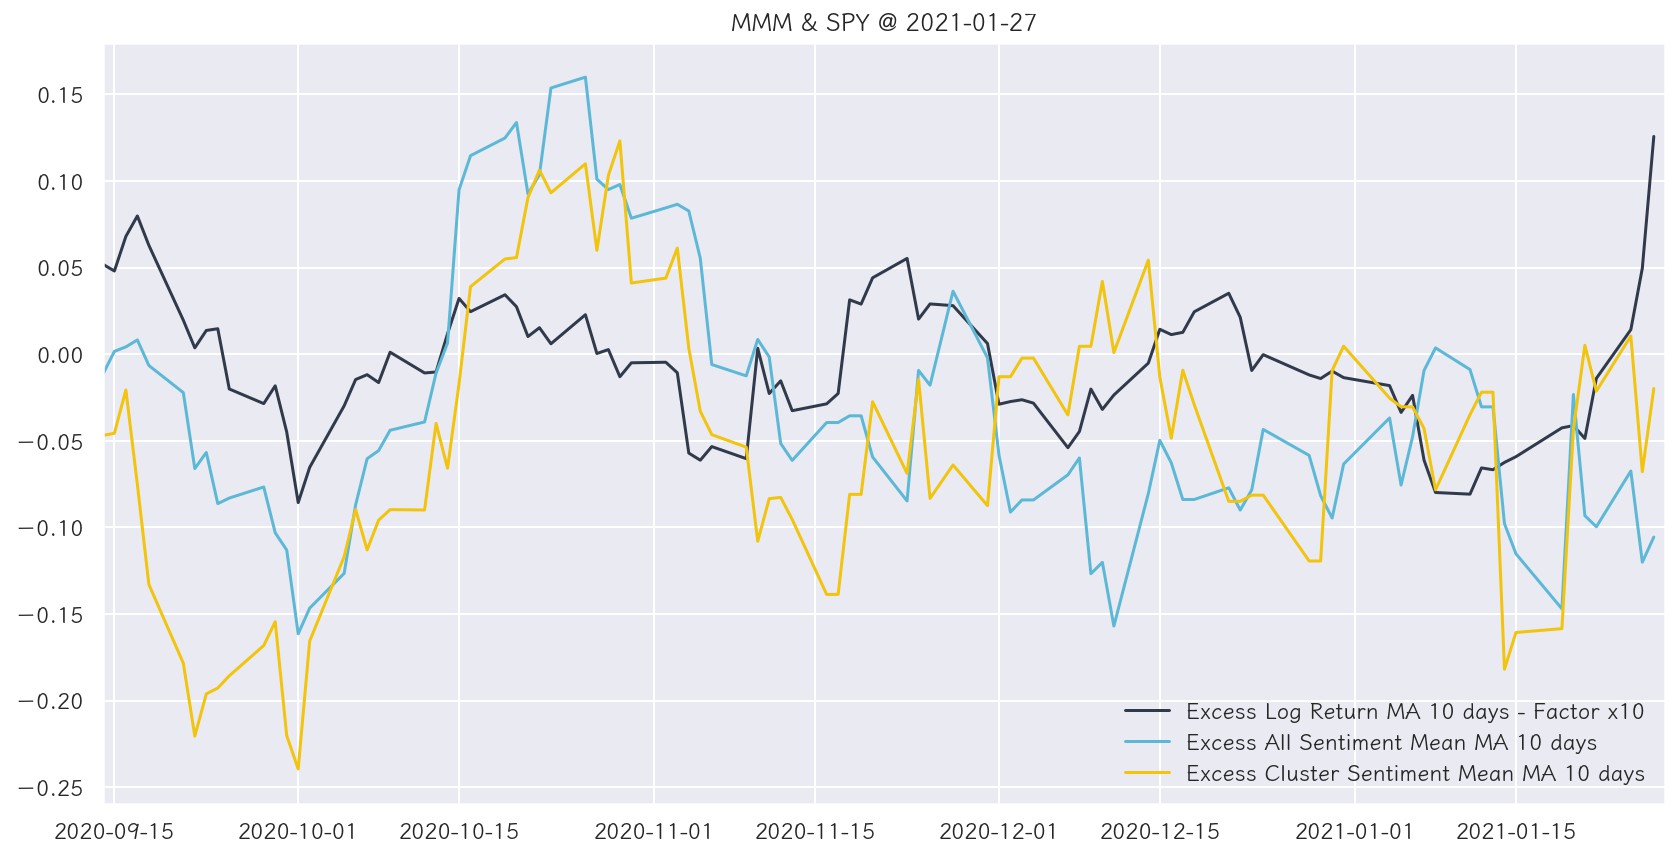 MMM & SPY @ 2021-01-27
0.15
0.10
0.05
0.00
−0.05
−0.10
−0.15
−0.20
−0.25
Excess Log Return MA 10 days - Factor x10
Excess All Sentiment Mean MA 10 days
Excess Cluster Sentiment Mean MA 10 days
2020-09-15 2020-10-01 2020-10-15 2020-11-01 2020-11-15 2020-12-01 2020-12-15 2021-01-01 2021-01-15